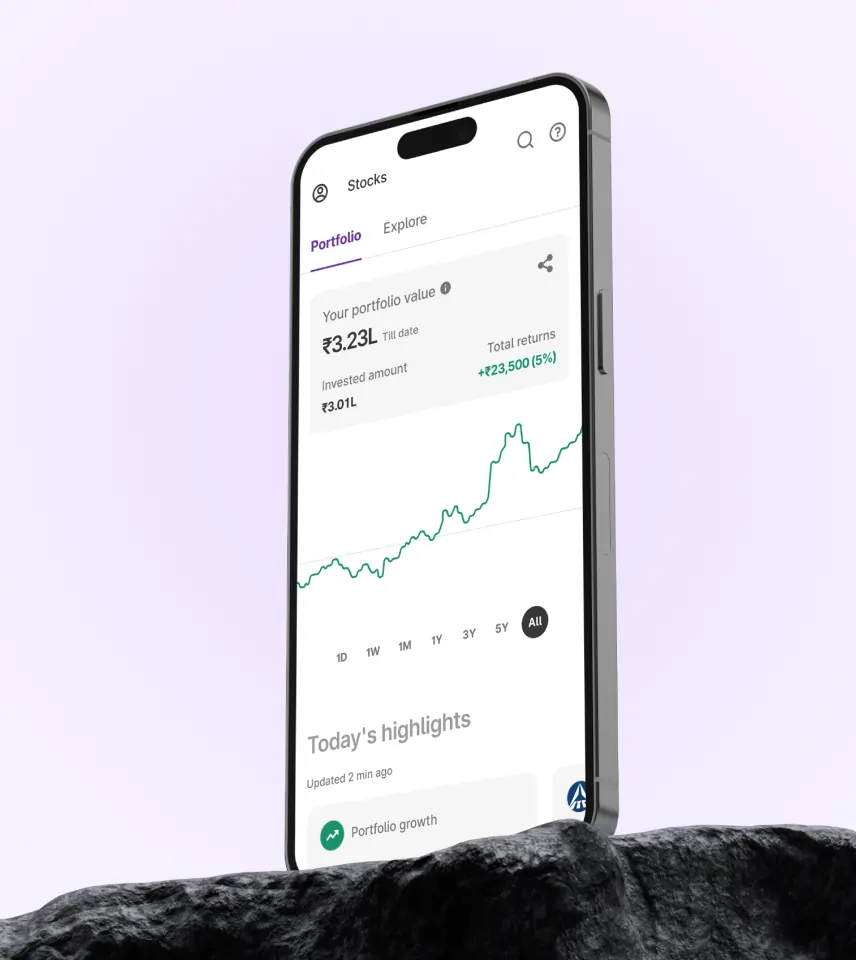 Stocks
Portfolio
Explore
Your portfolio value
₹3.23L Till date
Total returns
+₹23,500 (5%)
Invested amount
₹3.01L
1D 1W 1M 1Y 3Y 5Y All
Today's highlights
Updated 2 min ago
Portfolio growth